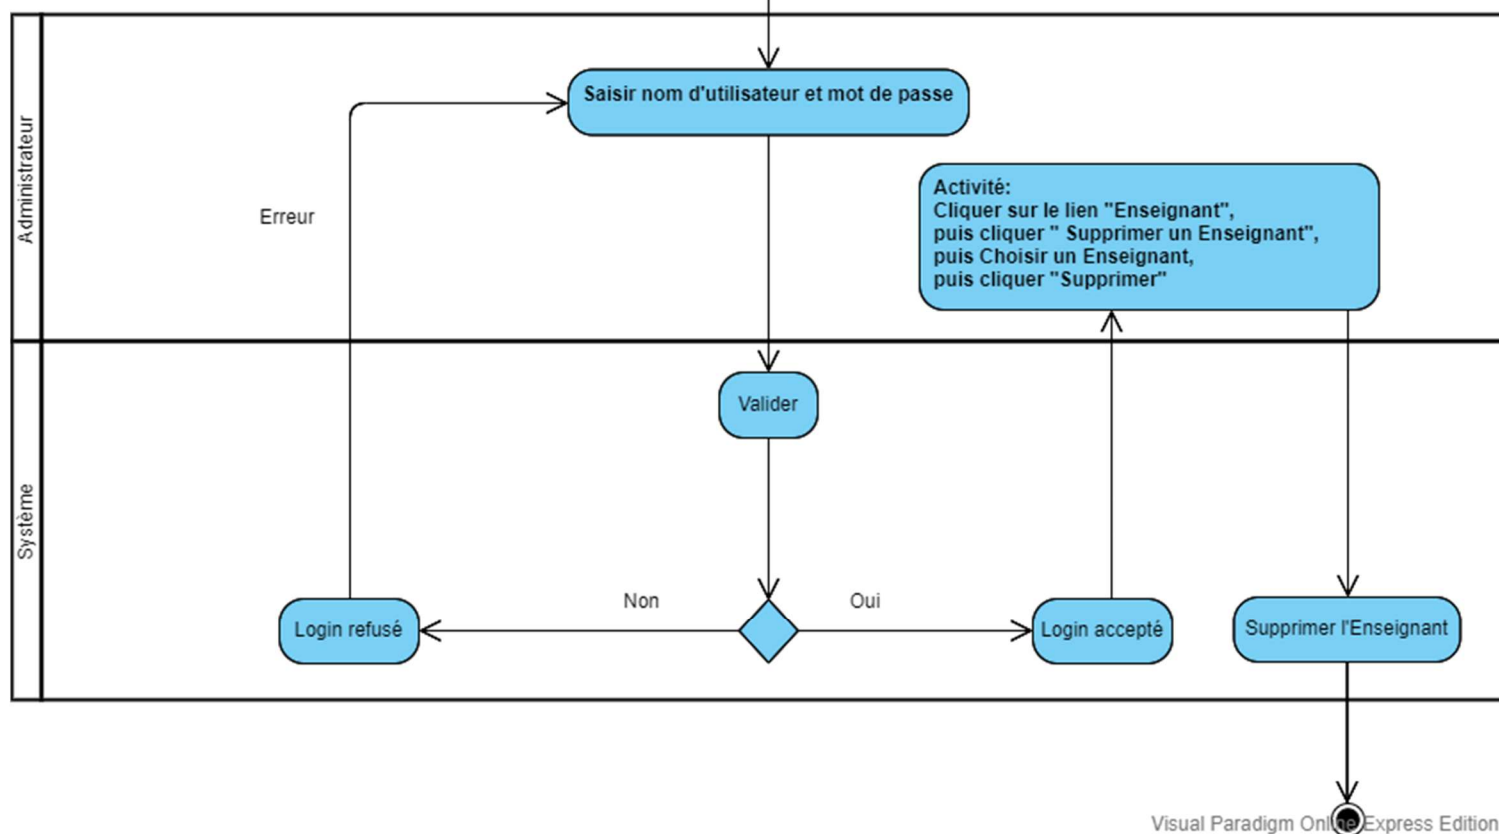 Administrateur
Saisir nom d'utilisateur et mot de passe
Erreur
Activité:
Cliquer sur le lien "Enseignant",
puis cliquer " Supprimer un Enseignant",
puis Choisir un Enseignant,
puis cliquer "Supprimer"
Système
Valider
Non
Oui
Login refusé
Login accepté
Supprimer l'Enseignant
Visual Paradigm Online Express Edition